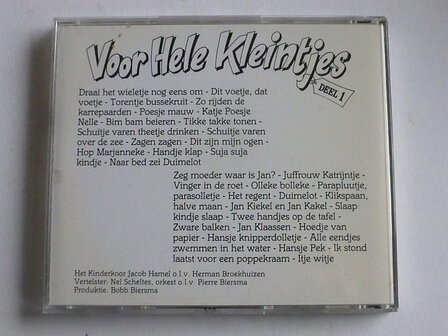 Voor Hele Kleintjes
DEEL 1
Draai het wieletje nog eens om - Dit voetje, dat
voetje - Torentje bussekruit - Zo rijden de
karrepaarden - Poesje mauw - Katje Poesje
Nelle - Bim bam beieren - Tikke takke tonen -
Schuitje varen theetje drinken - Schuitje varen
over de zee - Zagen zagen - Dit zijn mijn ogen -
Hop Marjanneke - Handje klap - Suja suja
kindje - Naar bed zei Duimelot
Zeg moeder waar is Jan? - Juffrouw Katrijntje -
Vinger in de roet - Olleke bolleke - Parapluutje,
parasolletje - Het regent - Duimelot - Klikspaan,
halve maan - Jan Kiekel en Jan Kakel - Slaap
kindje slaap - Twee handjes op de tafel -
Zware balken - Jan Klaassen - Hoedje van
papier - Hansje knipperdolletje - Alle eendjes
zwemmen in het water - Hansje Pek - Ik stond
laatst voor een poppekraam - Itje witje
Het Kinderkoor Jacob Hamel o.l.v. Herman Broekhuizen
Vertelster: Nel Scheltes, orkest o.l.v. Pierre Biersma
Produktie: Bobb Biersma